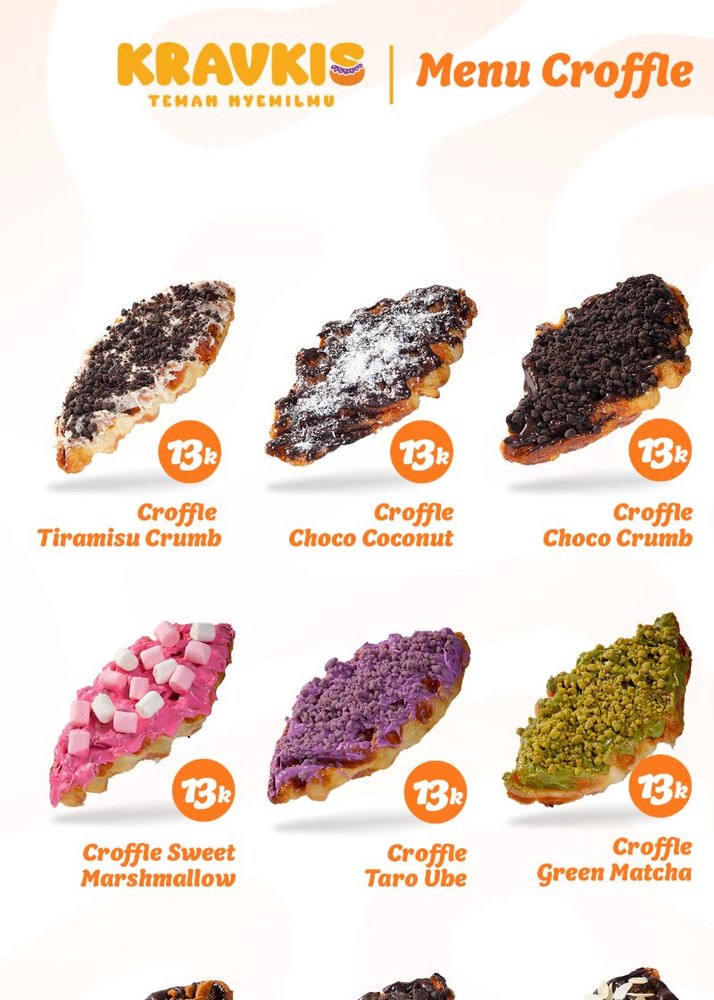 KRAVKIS
TEMAN NYEMILMU
Menu Croffle
13k
13k
13k
Croffle
Tiramisu Crumb
Croffle
Choco Coconut
Croffle
Choco Crumb
13k
13k
13k
Croffle Sweet
Marshmallow
Croffle
Taro Ube
Croffle
Green Matcha